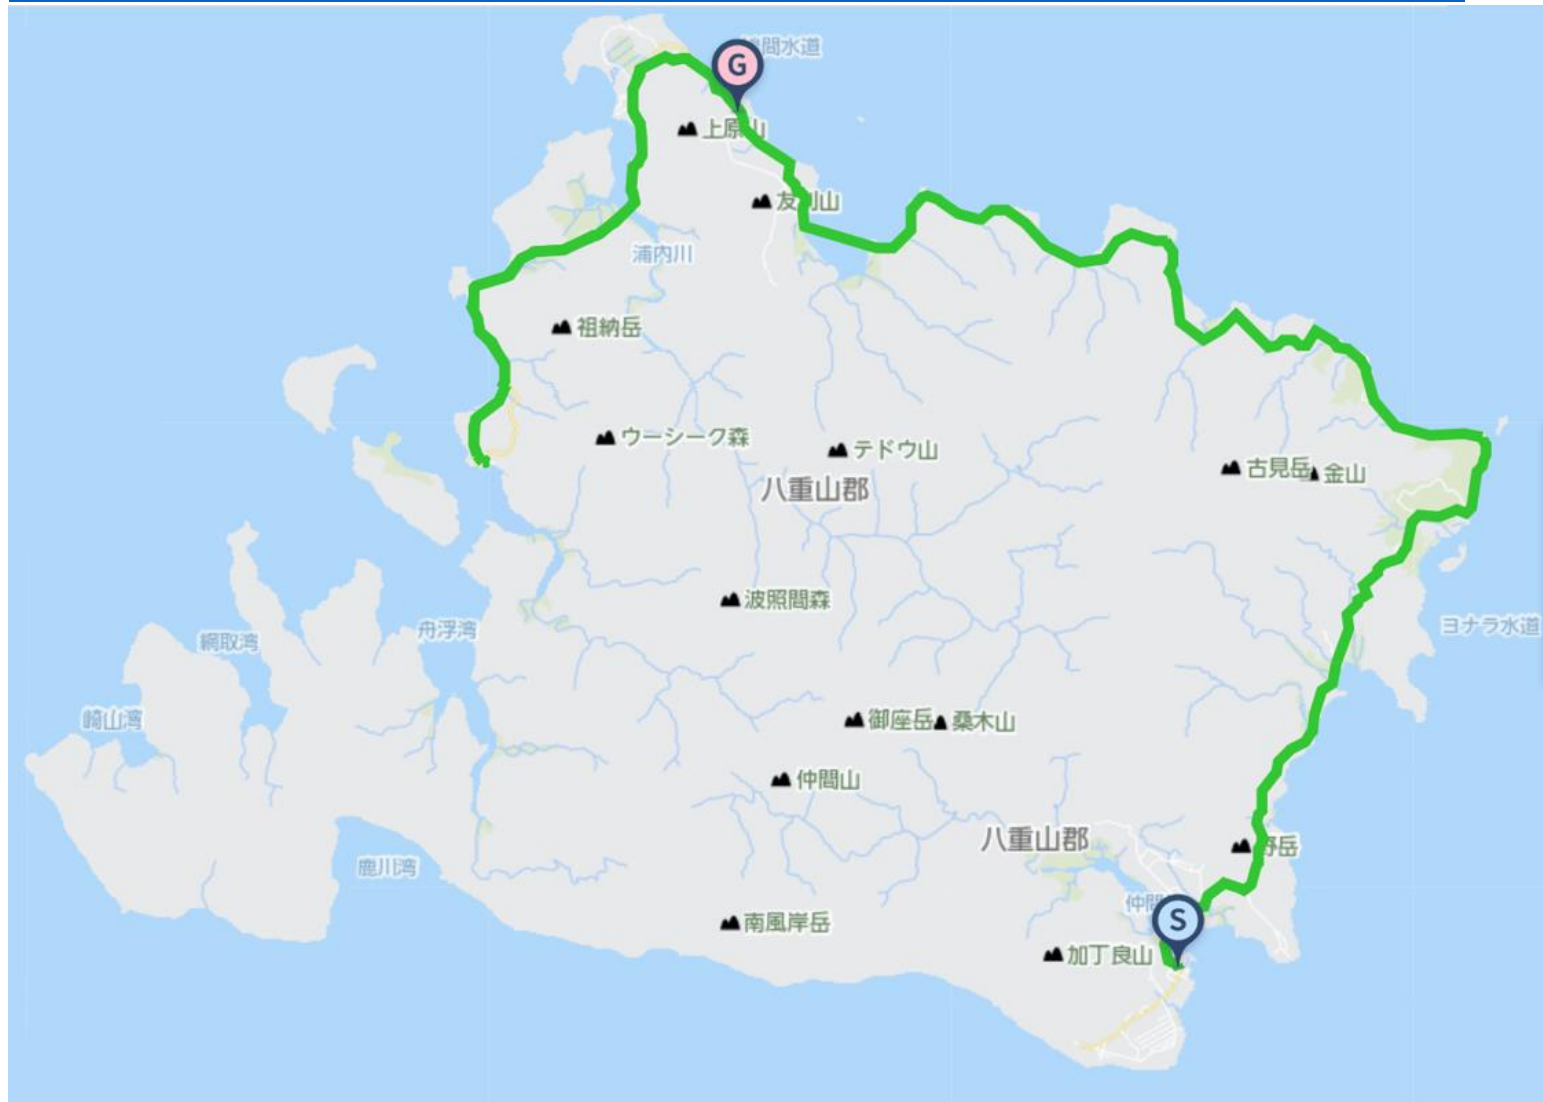 間水道
G
上原山
友利山
浦内川
祖納岳
ウーシーク森
テドウ山
八重山郡
古見岳
金山
波照間森
ヨナラ水道
舟浮湾
網取湾
崎山湾
御座岳
桑木山
仲間山
八重山郡
野岳
鹿川湾
仲間
S
南風岸岳
加丁良山